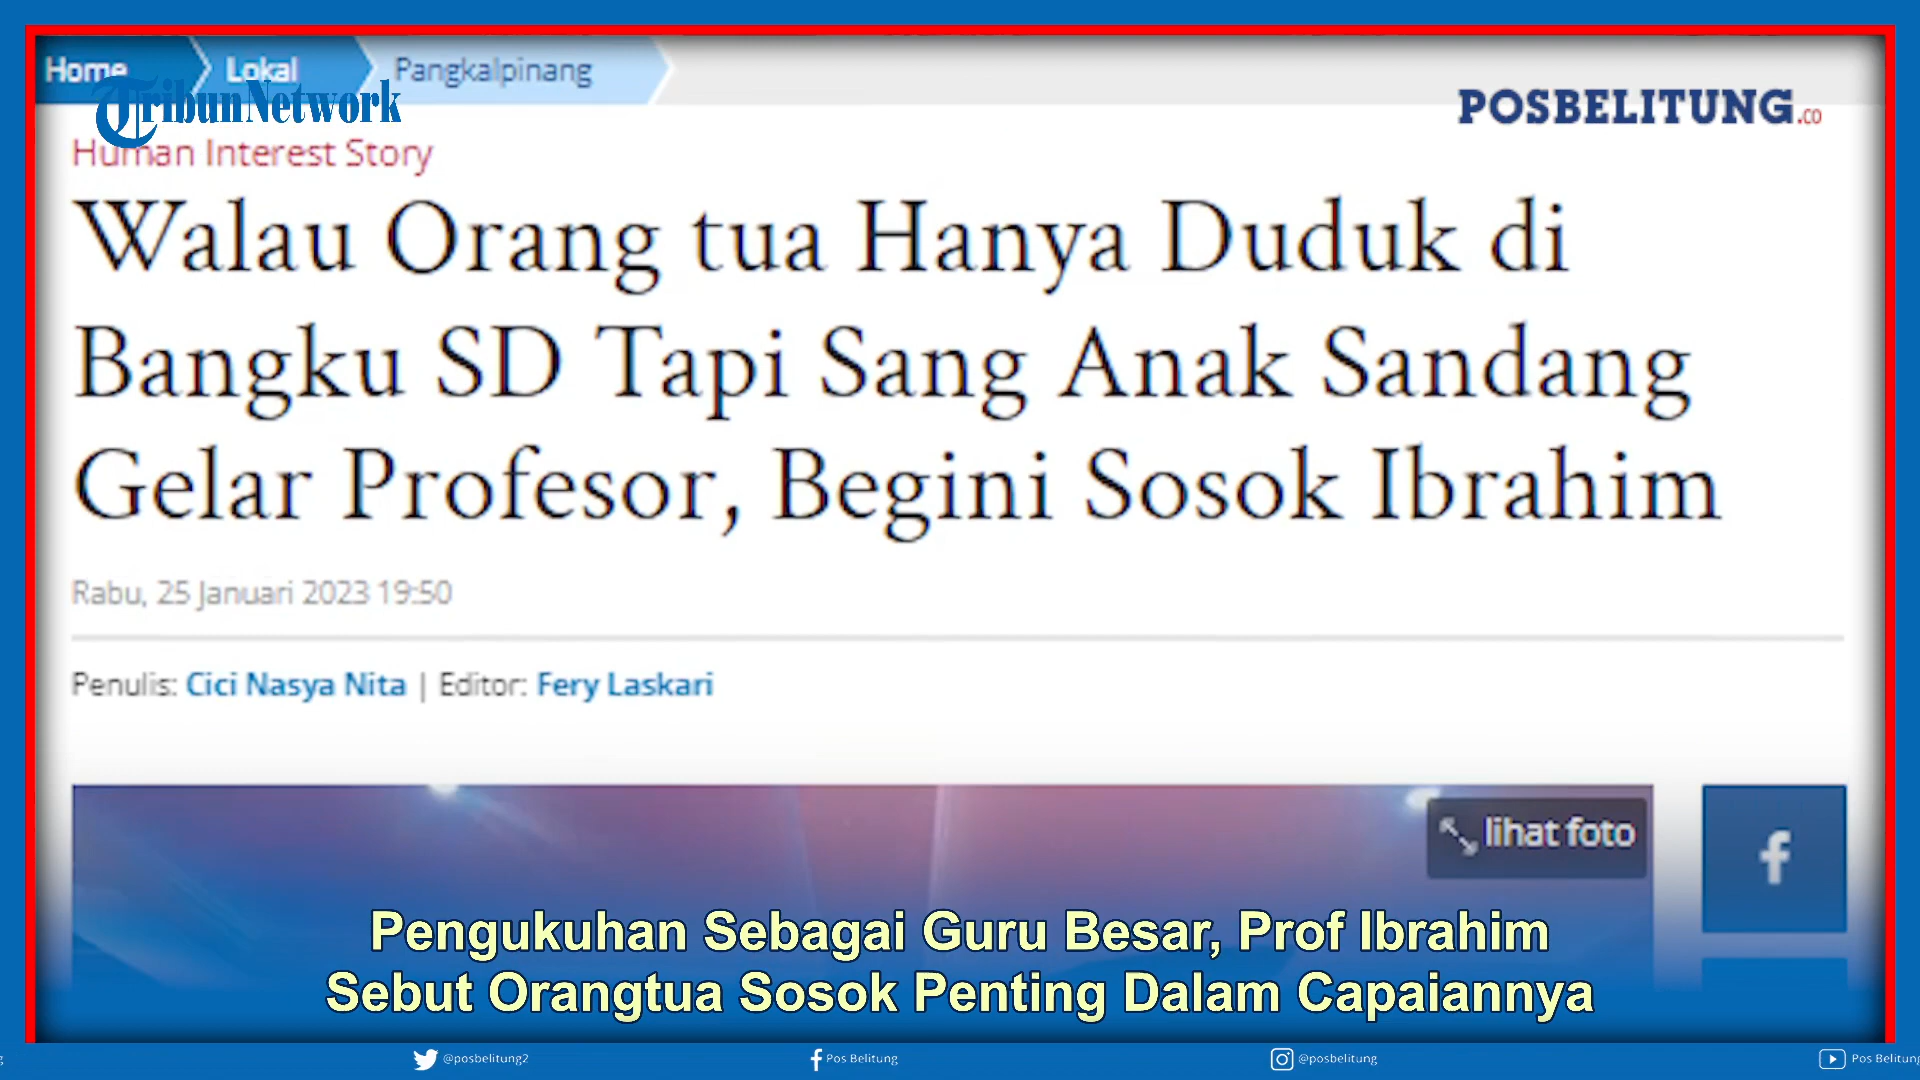 Home
Lokal
Pangkalpinang
TribunNetwork
POSBELITUNG.CO
Human Interest Story
Walau Orang tua Hanya Duduk di
Bangku SD Tapi Sang Anak Sandang
Gelar Profesor, Begini Sosok Ibrahim
Rabu, 25 Januari 2023 19:50
Penulis: Cici Nasya Nita | Editor: Fery Laskari
lihat foto
Pengukuhan Sebagai Guru Besar, Prof Ibrahim
Sebut Orangtua Sosok Penting Dalam Capaiannya
@posbelitung2
Pos Belitung
@posbelitung
Pos Belitung